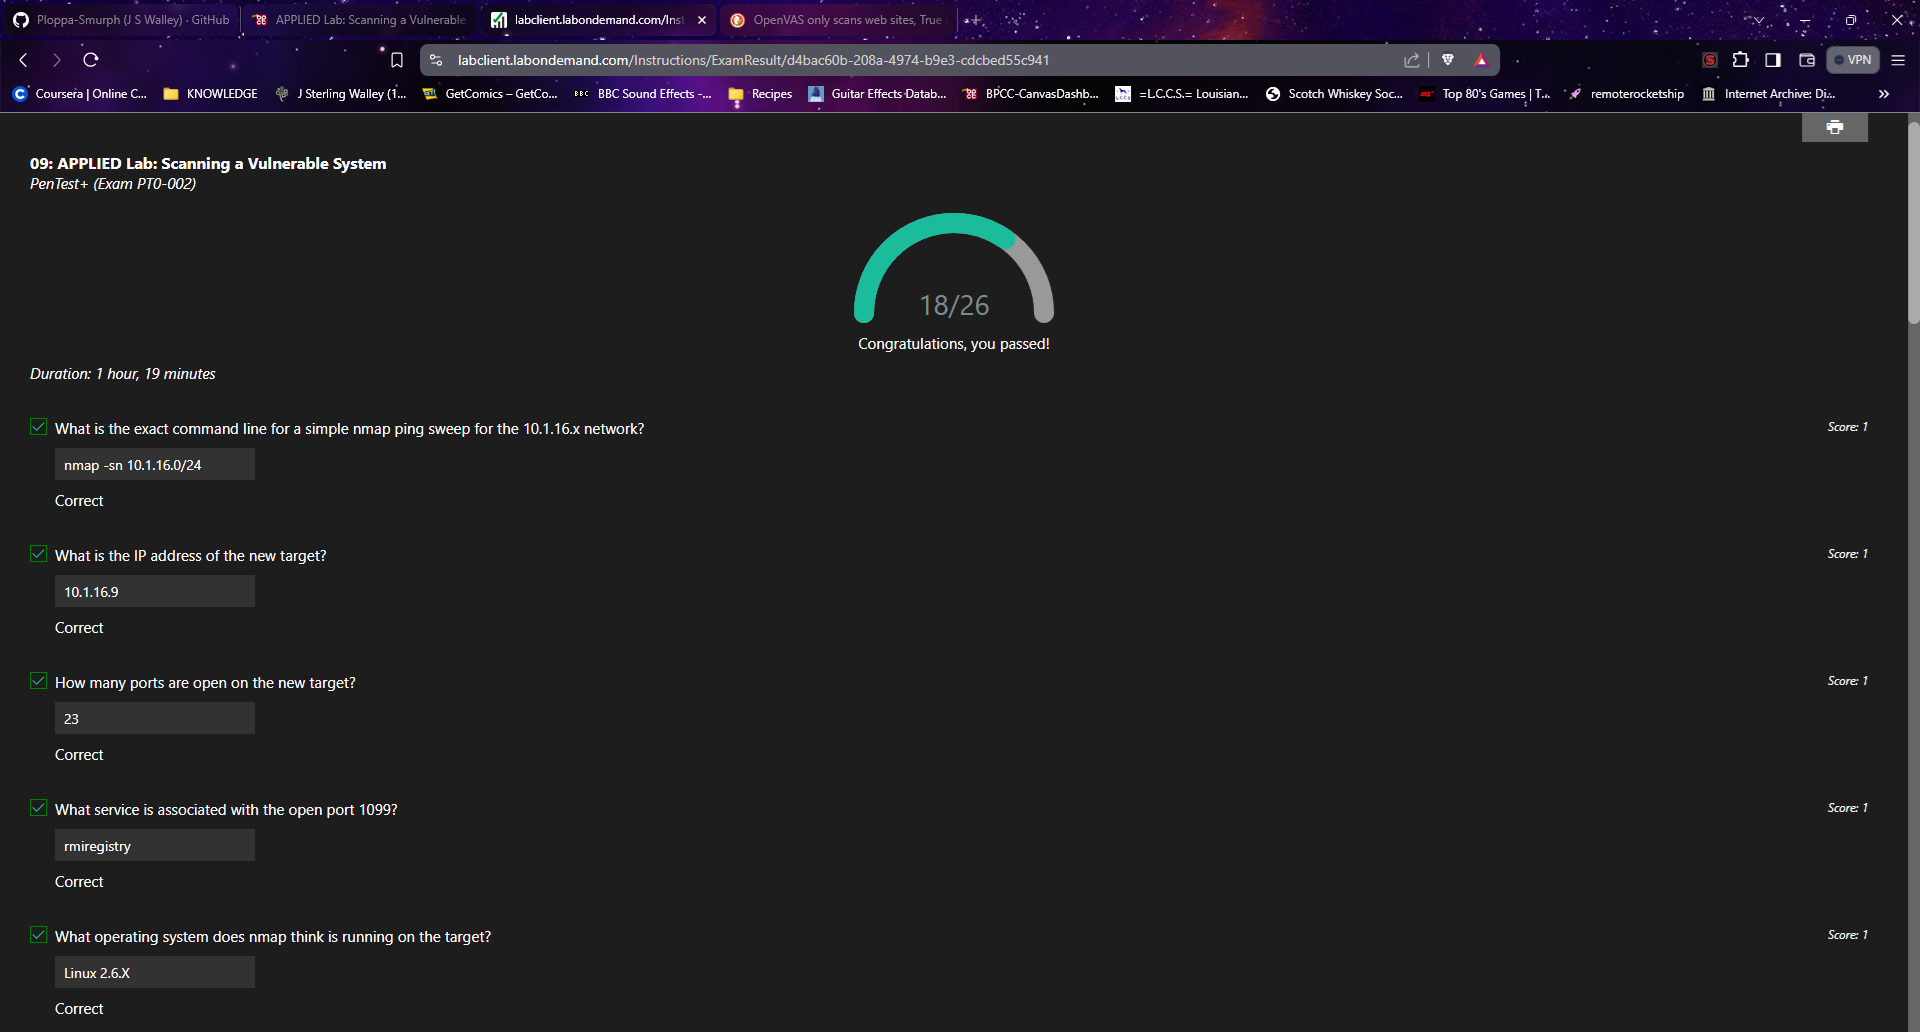 Ploppa-Smurph (J S Walley) · GitHub
APPLIED Lab: Scanning a Vulnerable
labclient.labondemand.com/Inst
OpenVAS only scans web sites, True
labclient.labondemand.com/Instructions/ExamResult/d4bac60b-208a-4974-b9e3-cdcbed55c941
VPN
Coursera | Online C...
KNOWLEDGE
J Sterling Walley (1...
GetComics – GetCo...
BBC
BBC Sound Effects -...
Recipes
Guitar Effects Datab...
BPCC-CanvasDashb...
=L.C.C.S.= Louisian...
Scotch Whiskey Soc...
Top 80's Games | T...
remoterocketship
Internet Archive: Di...
09: APPLIED Lab: Scanning a Vulnerable System
PenTest+ (Exam PT0-002)
18/26
Congratulations, you passed!
Duration: 1 hour, 19 minutes
What is the exact command line for a simple nmap ping sweep for the 10.1.16.x network?
Score: 1
nmap -sn 10.1.16.0/24
Correct
What is the IP address of the new target?
Score: 1
10.1.16.9
Correct
How many ports are open on the new target?
Score: 1
23
Correct
What service is associated with the open port 1099?
Score: 1
rmiregistry
Correct
What operating system does nmap think is running on the target?
Score: 1
Linux 2.6.X
Correct